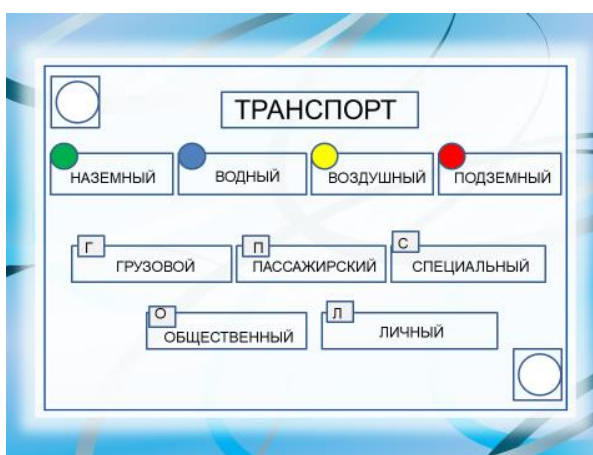 ТРАНСПОРТ
НАЗЕМНЫЙ ВОДНЫЙ ВОЗДУШНЫЙ ПОДЗЕМНЫЙ
Г П С
ГРУЗОВОЙ ПАССАЖИРСКИЙ СПЕЦИАЛЬНЫЙ
О Л
ОБЩЕСТВЕННЫЙ ЛИЧНЫЙ